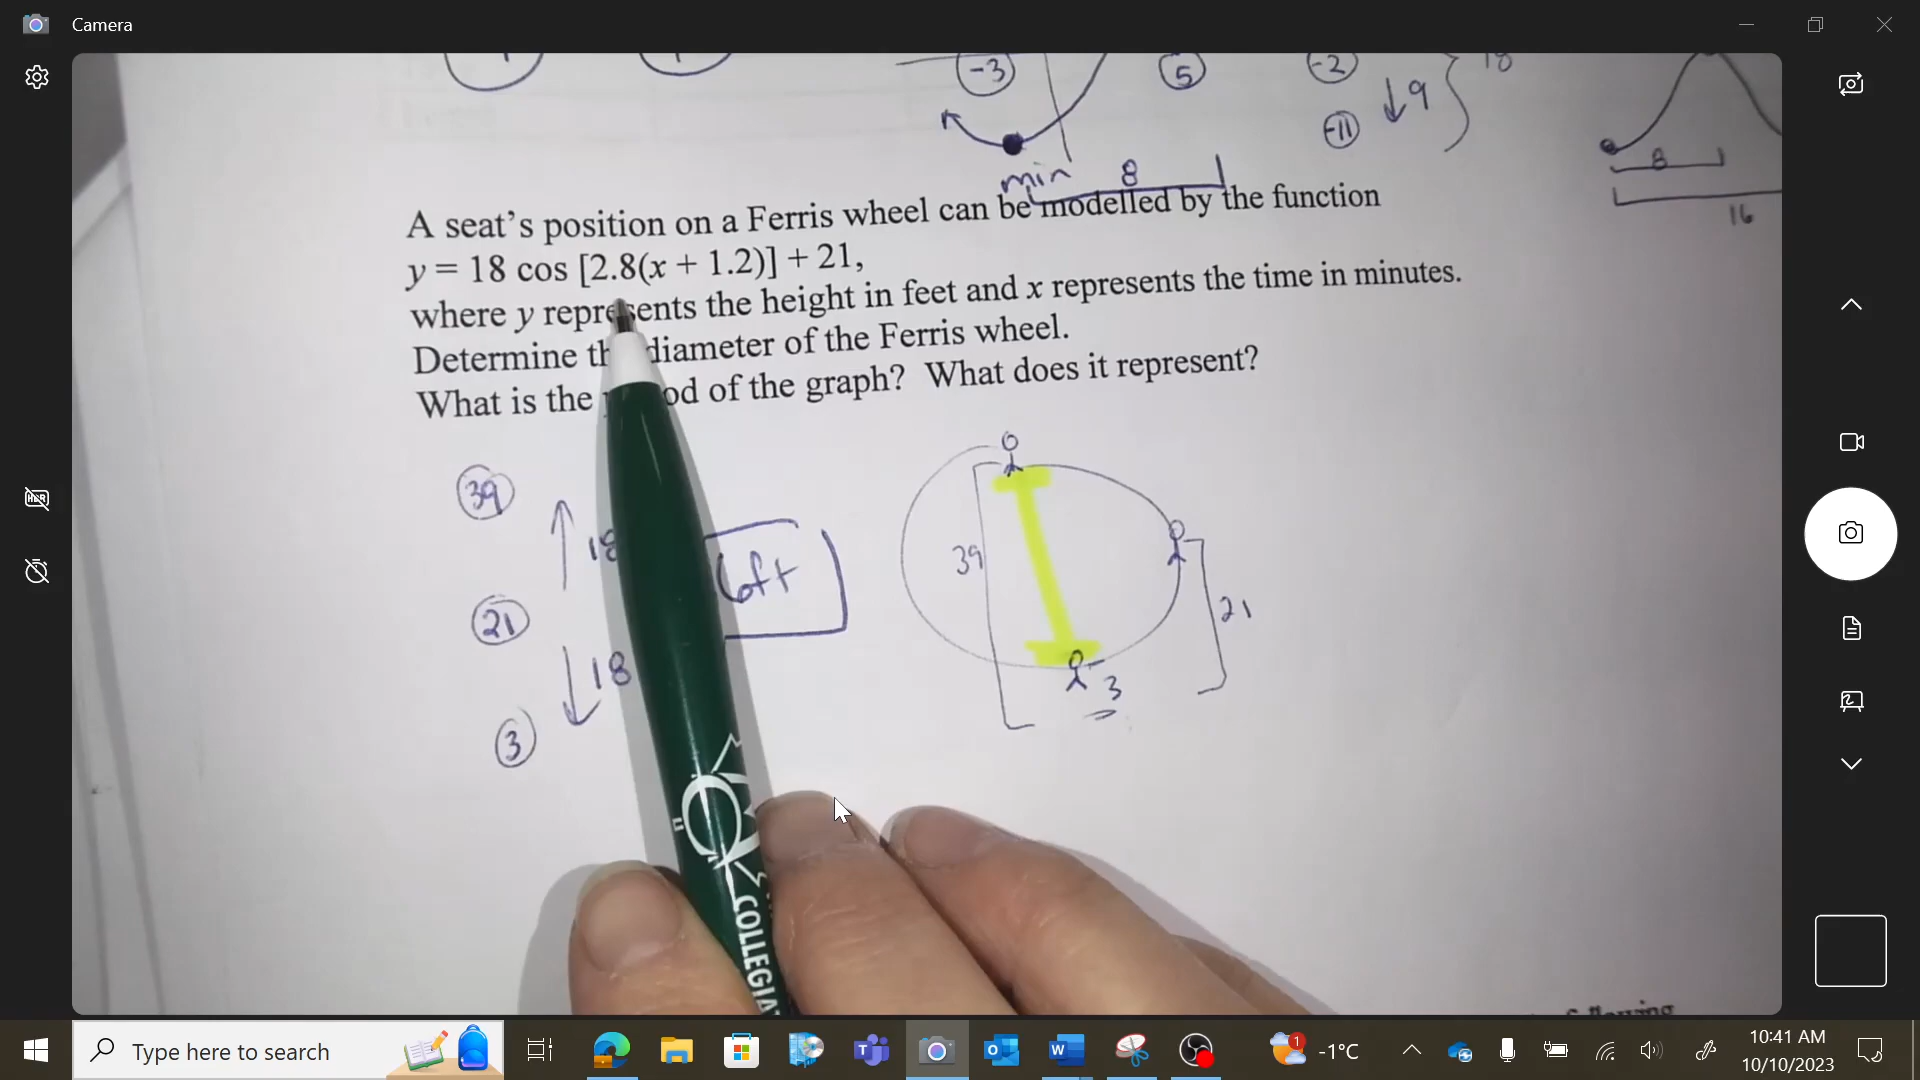 Camera
-3
5
-2
18
↓9
-11
min
8
8
16
A seat's position on a Ferris wheel can be modelled by the function
y = 18 cos [2.8(x + 1.2)] + 21,
where y represents the height in feet and x represents the time in minutes.
Determine th diameter of the Ferris wheel.
What is the od of the graph? What does it represent?
39
18
21
↓18
3
39
21
3
COLLEGIA
Type here to search
1
-1°C
10:41 AM
10/10/2023